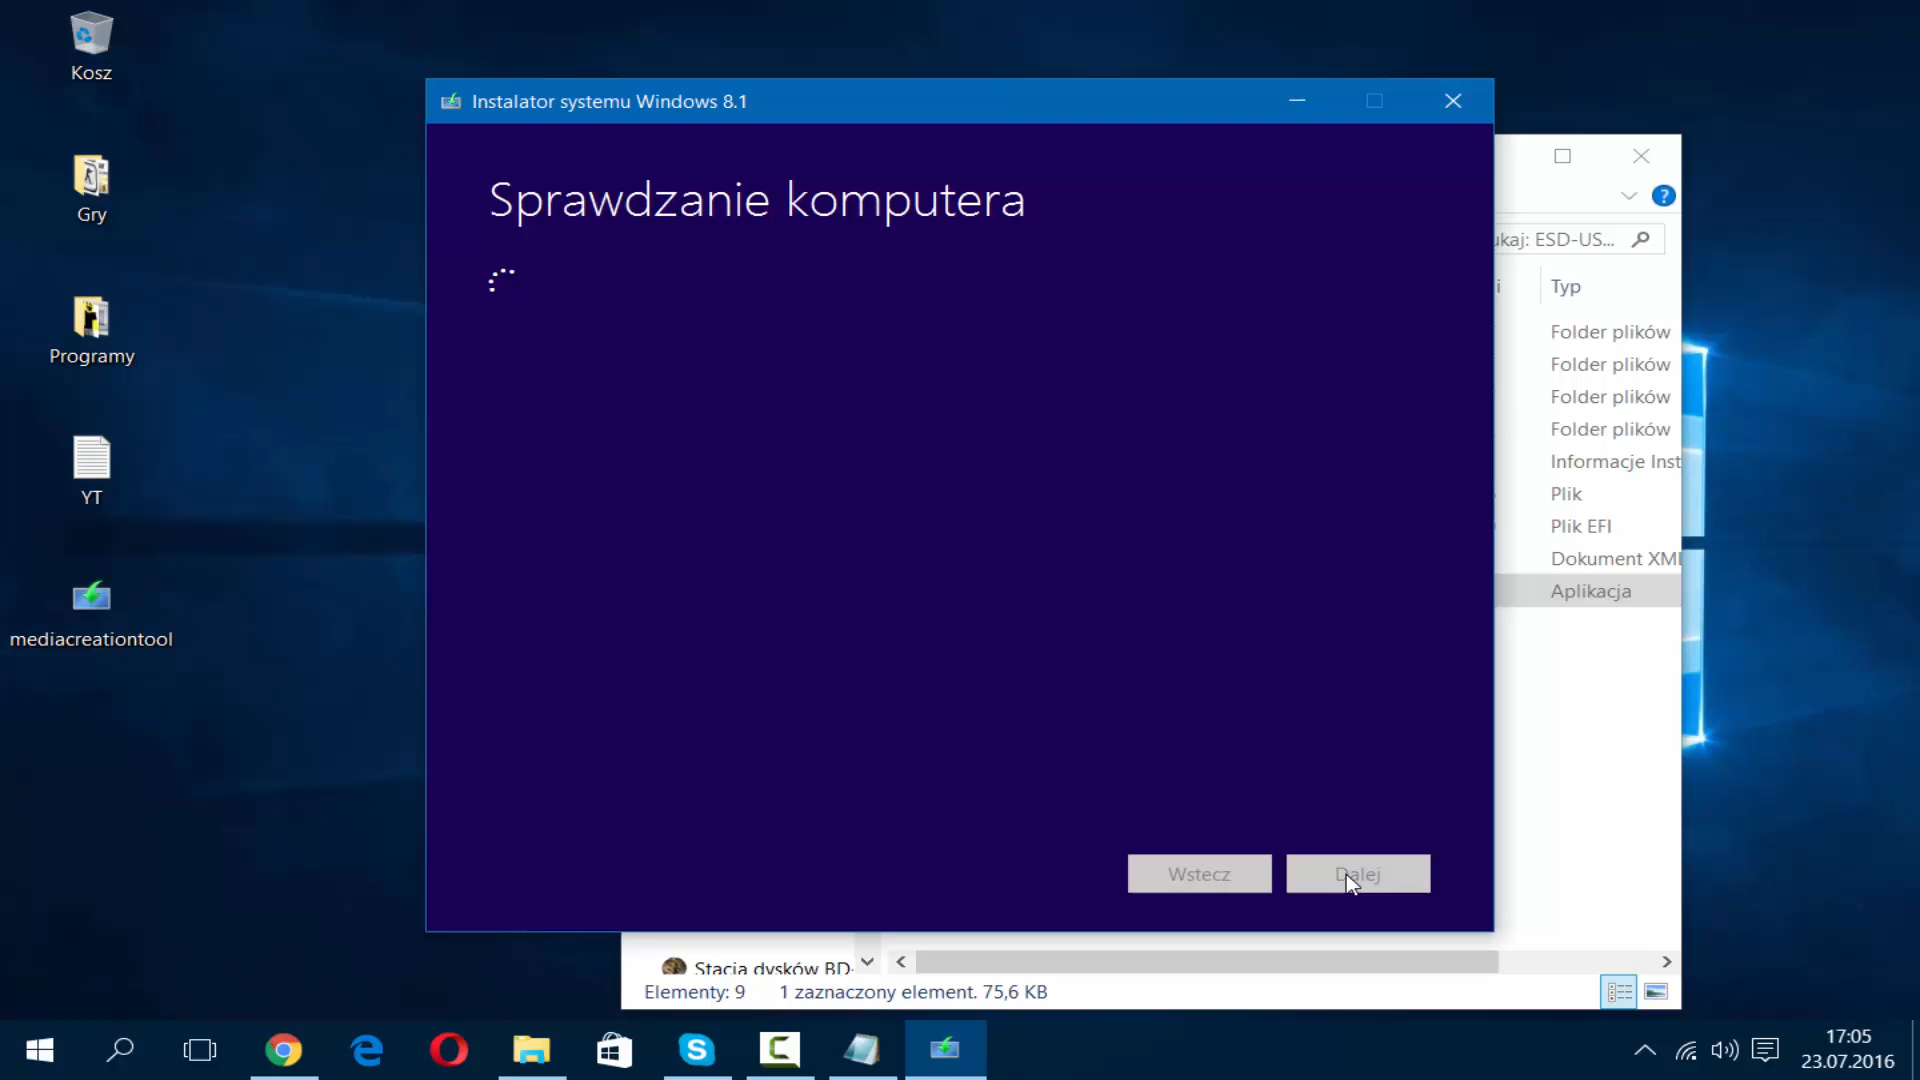 Kosz
Gry
Programy
YT
mediacreationtool
Instalator systemu Windows 8.1
Sprawdzanie komputera
Wstecz
Dalej
?
ukaj: ESD-US...
i
Typ
Folder plików
Folder plików
Folder plików
Folder plików
Informacje Inst
Plik
Plik EFI
Dokument XML
Aplikacja
Stacja dysków BD-
Elementy: 9
1 zaznaczony element. 75,6 KB
17:05
23.07.2016